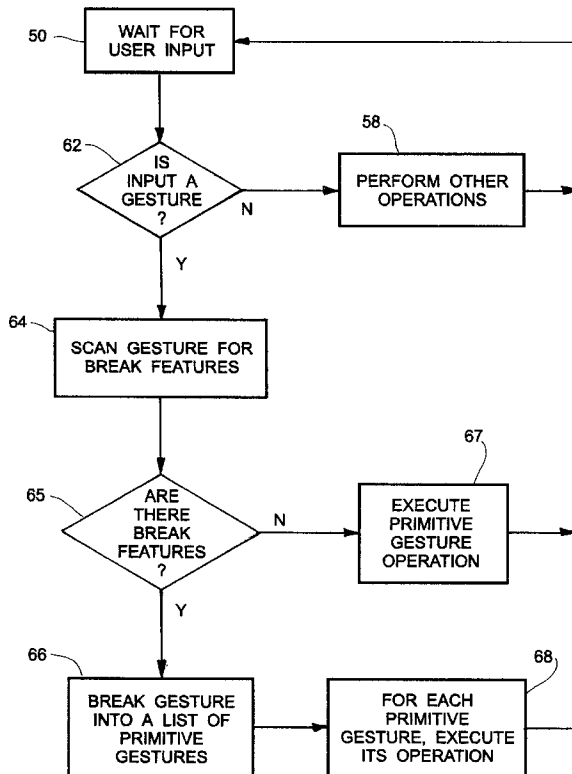 50
WAIT FOR
USER INPUT
62
IS
INPUT A
GESTURE
?
N
58
PERFORM OTHER
OPERATIONS
Y
64
SCAN GESTURE FOR
BREAK FEATURES
65
ARE
THERE
BREAK
FEATURES
?
N
67
EXECUTE
PRIMITIVE
GESTURE
OPERATION
Y
66
BREAK GESTURE
INTO A LIST OF
PRIMITIVE
GESTURES
68
FOR EACH
PRIMITIVE
GESTURE, EXECUTE
ITS OPERATION